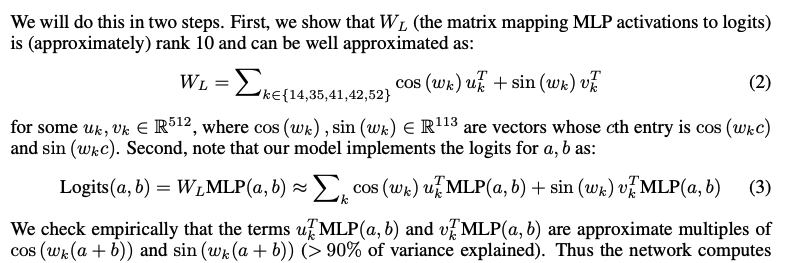 We will do this in two steps. First, we show that W_L (the matrix mapping MLP activations to logits)
is (approximately) rank 10 and can be well approximated as:
W_L = ∑_{k∈{14,35,41,42,52}} cos (w_k) u_k^T + sin (w_k) v_k^T (2)
for some u_k, v_k ∈ ℝ^512, where cos (w_k) , sin (w_k) ∈ ℝ^113 are vectors whose cth entry is cos (w_k c)
and sin (w_k c). Second, note that our model implements the logits for a, b as:
Logits(a, b) = W_L MLP(a, b) ≈ ∑_k cos (w_k) u_k^T MLP(a, b) + sin (w_k) v_k^T MLP(a, b) (3)
We check empirically that the terms u_k^T MLP(a, b) and v_k^T MLP(a, b) are approximate multiples of
cos (w_k(a + b)) and sin (w_k(a + b)) (> 90% of variance explained). Thus the network computes